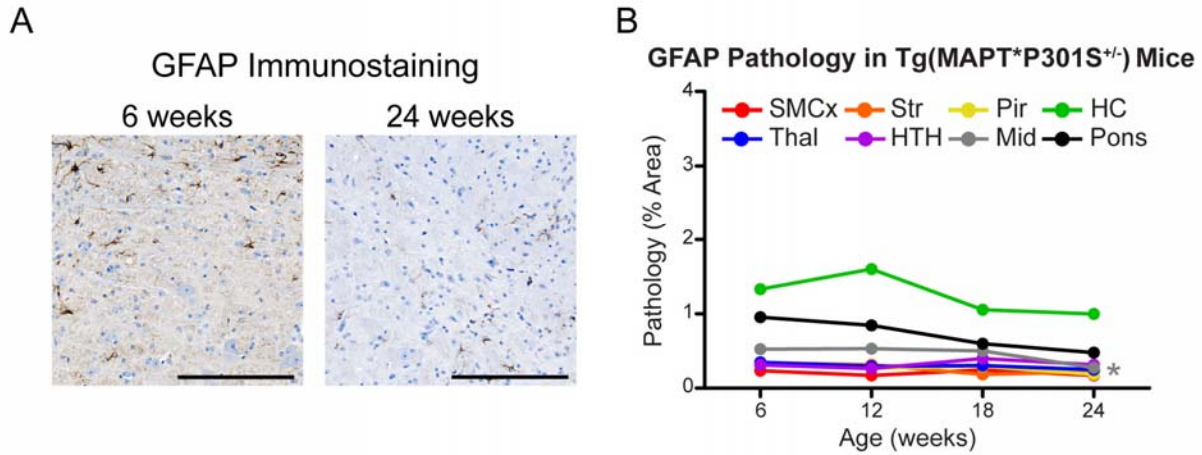 A
GFAP Immunostaining
6 weeks 24 weeks
B
GFAP Pathology in Tg(MAPT*P301S+/-) Mice
SMCx Str Pir HC
Thal HTH Mid Pons
Pathology (% Area)
4
3
2
1
0
*
6 12 18 24
Age (weeks)